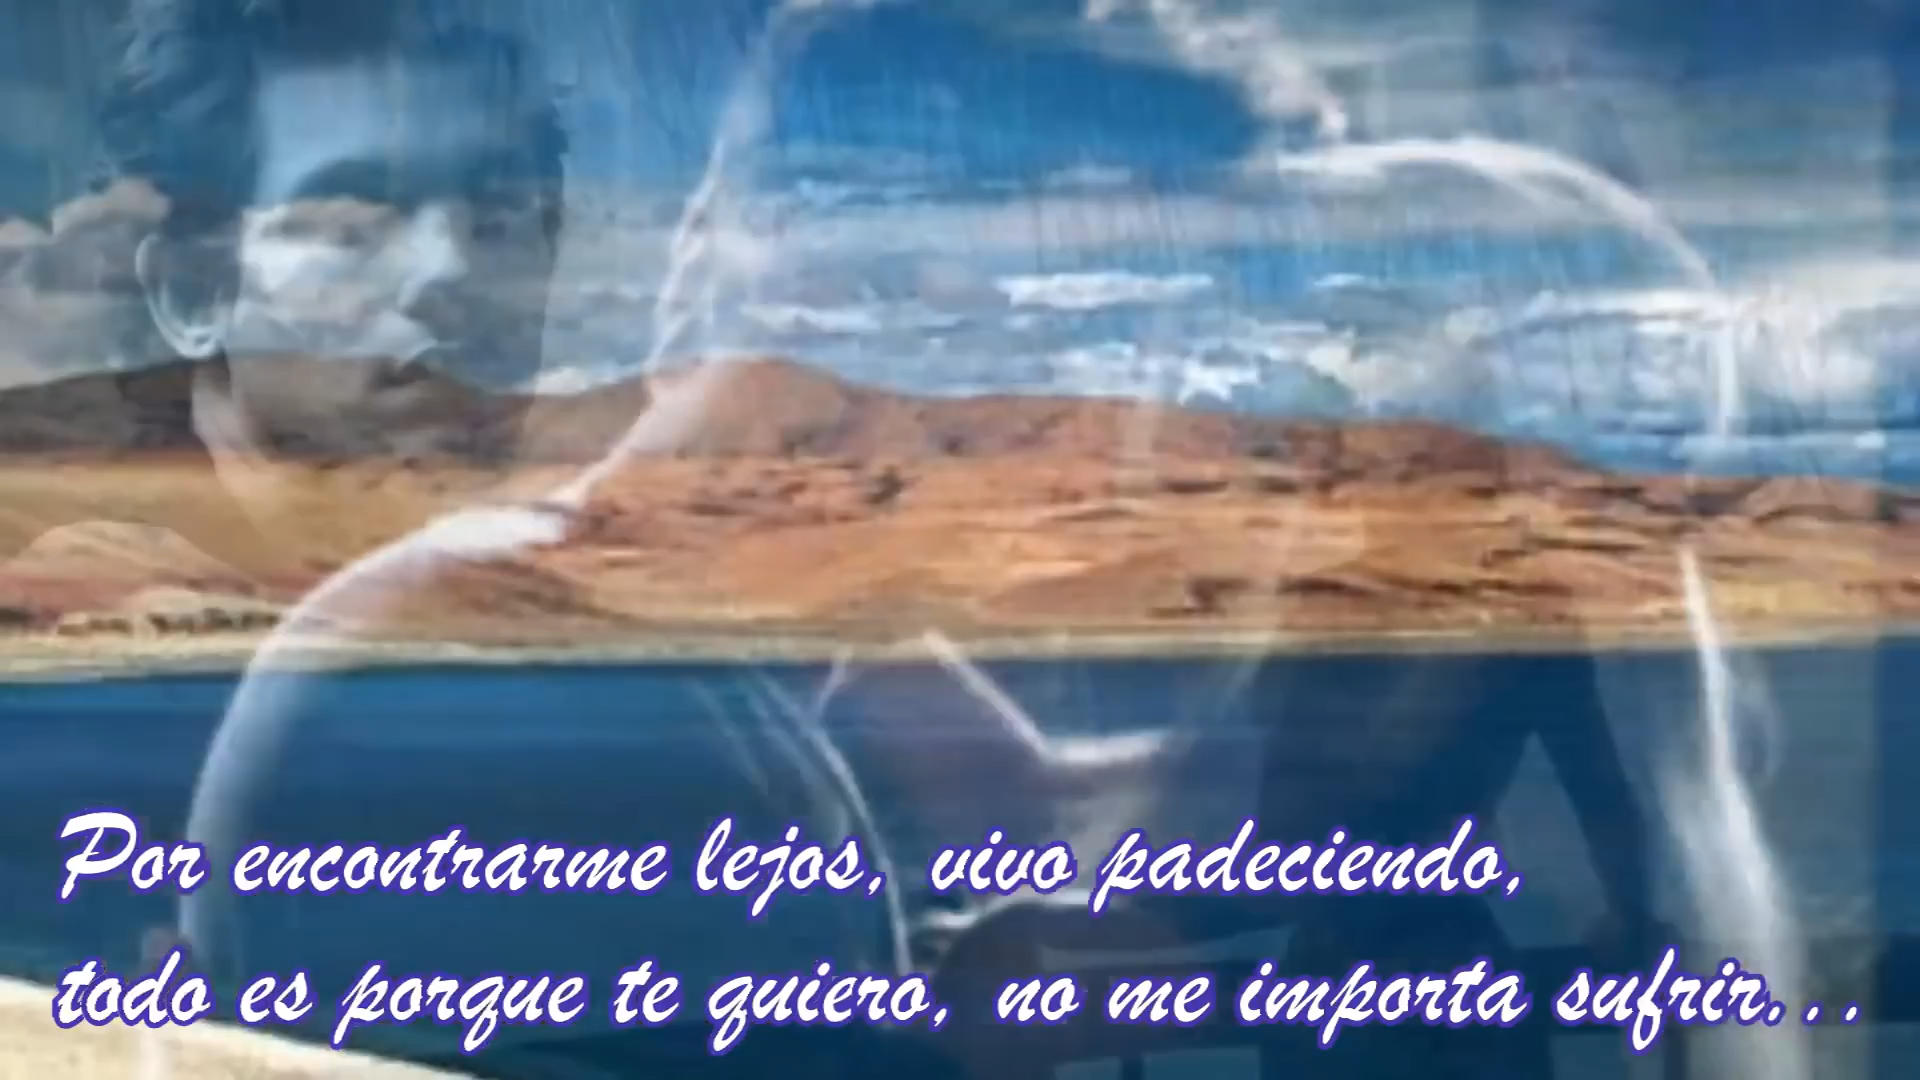 Por encontrarme lejos, vivo padeciendo,
todo es porque te quiero, no me importa sufrir...